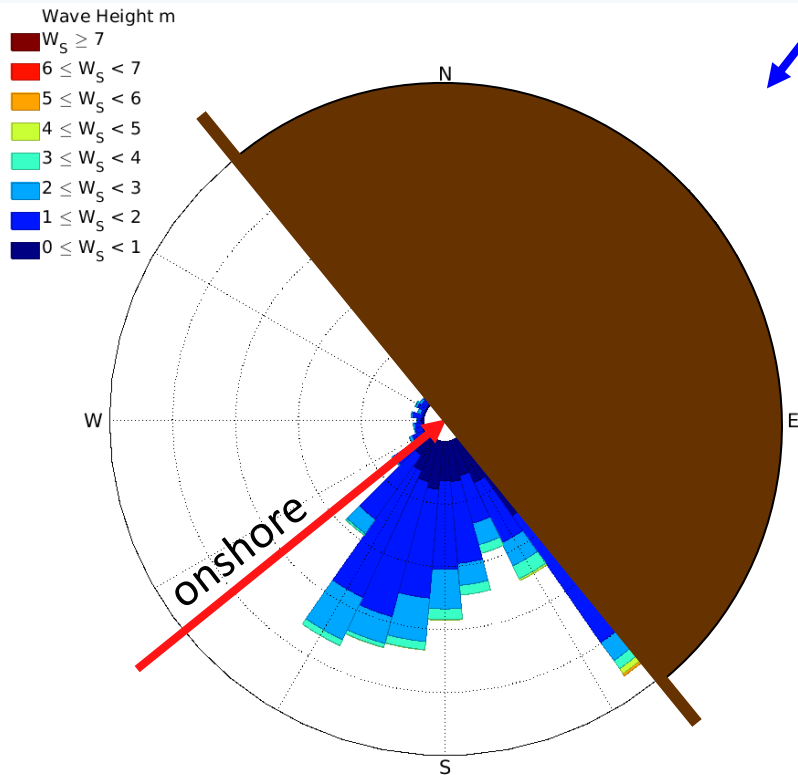 Wave Height m
W_S ≥ 7
6 ≤ W_S < 7
5 ≤ W_S < 6
4 ≤ W_S < 5
3 ≤ W_S < 4
2 ≤ W_S < 3
1 ≤ W_S < 2
0 ≤ W_S < 1
N
W
E
onshore
S